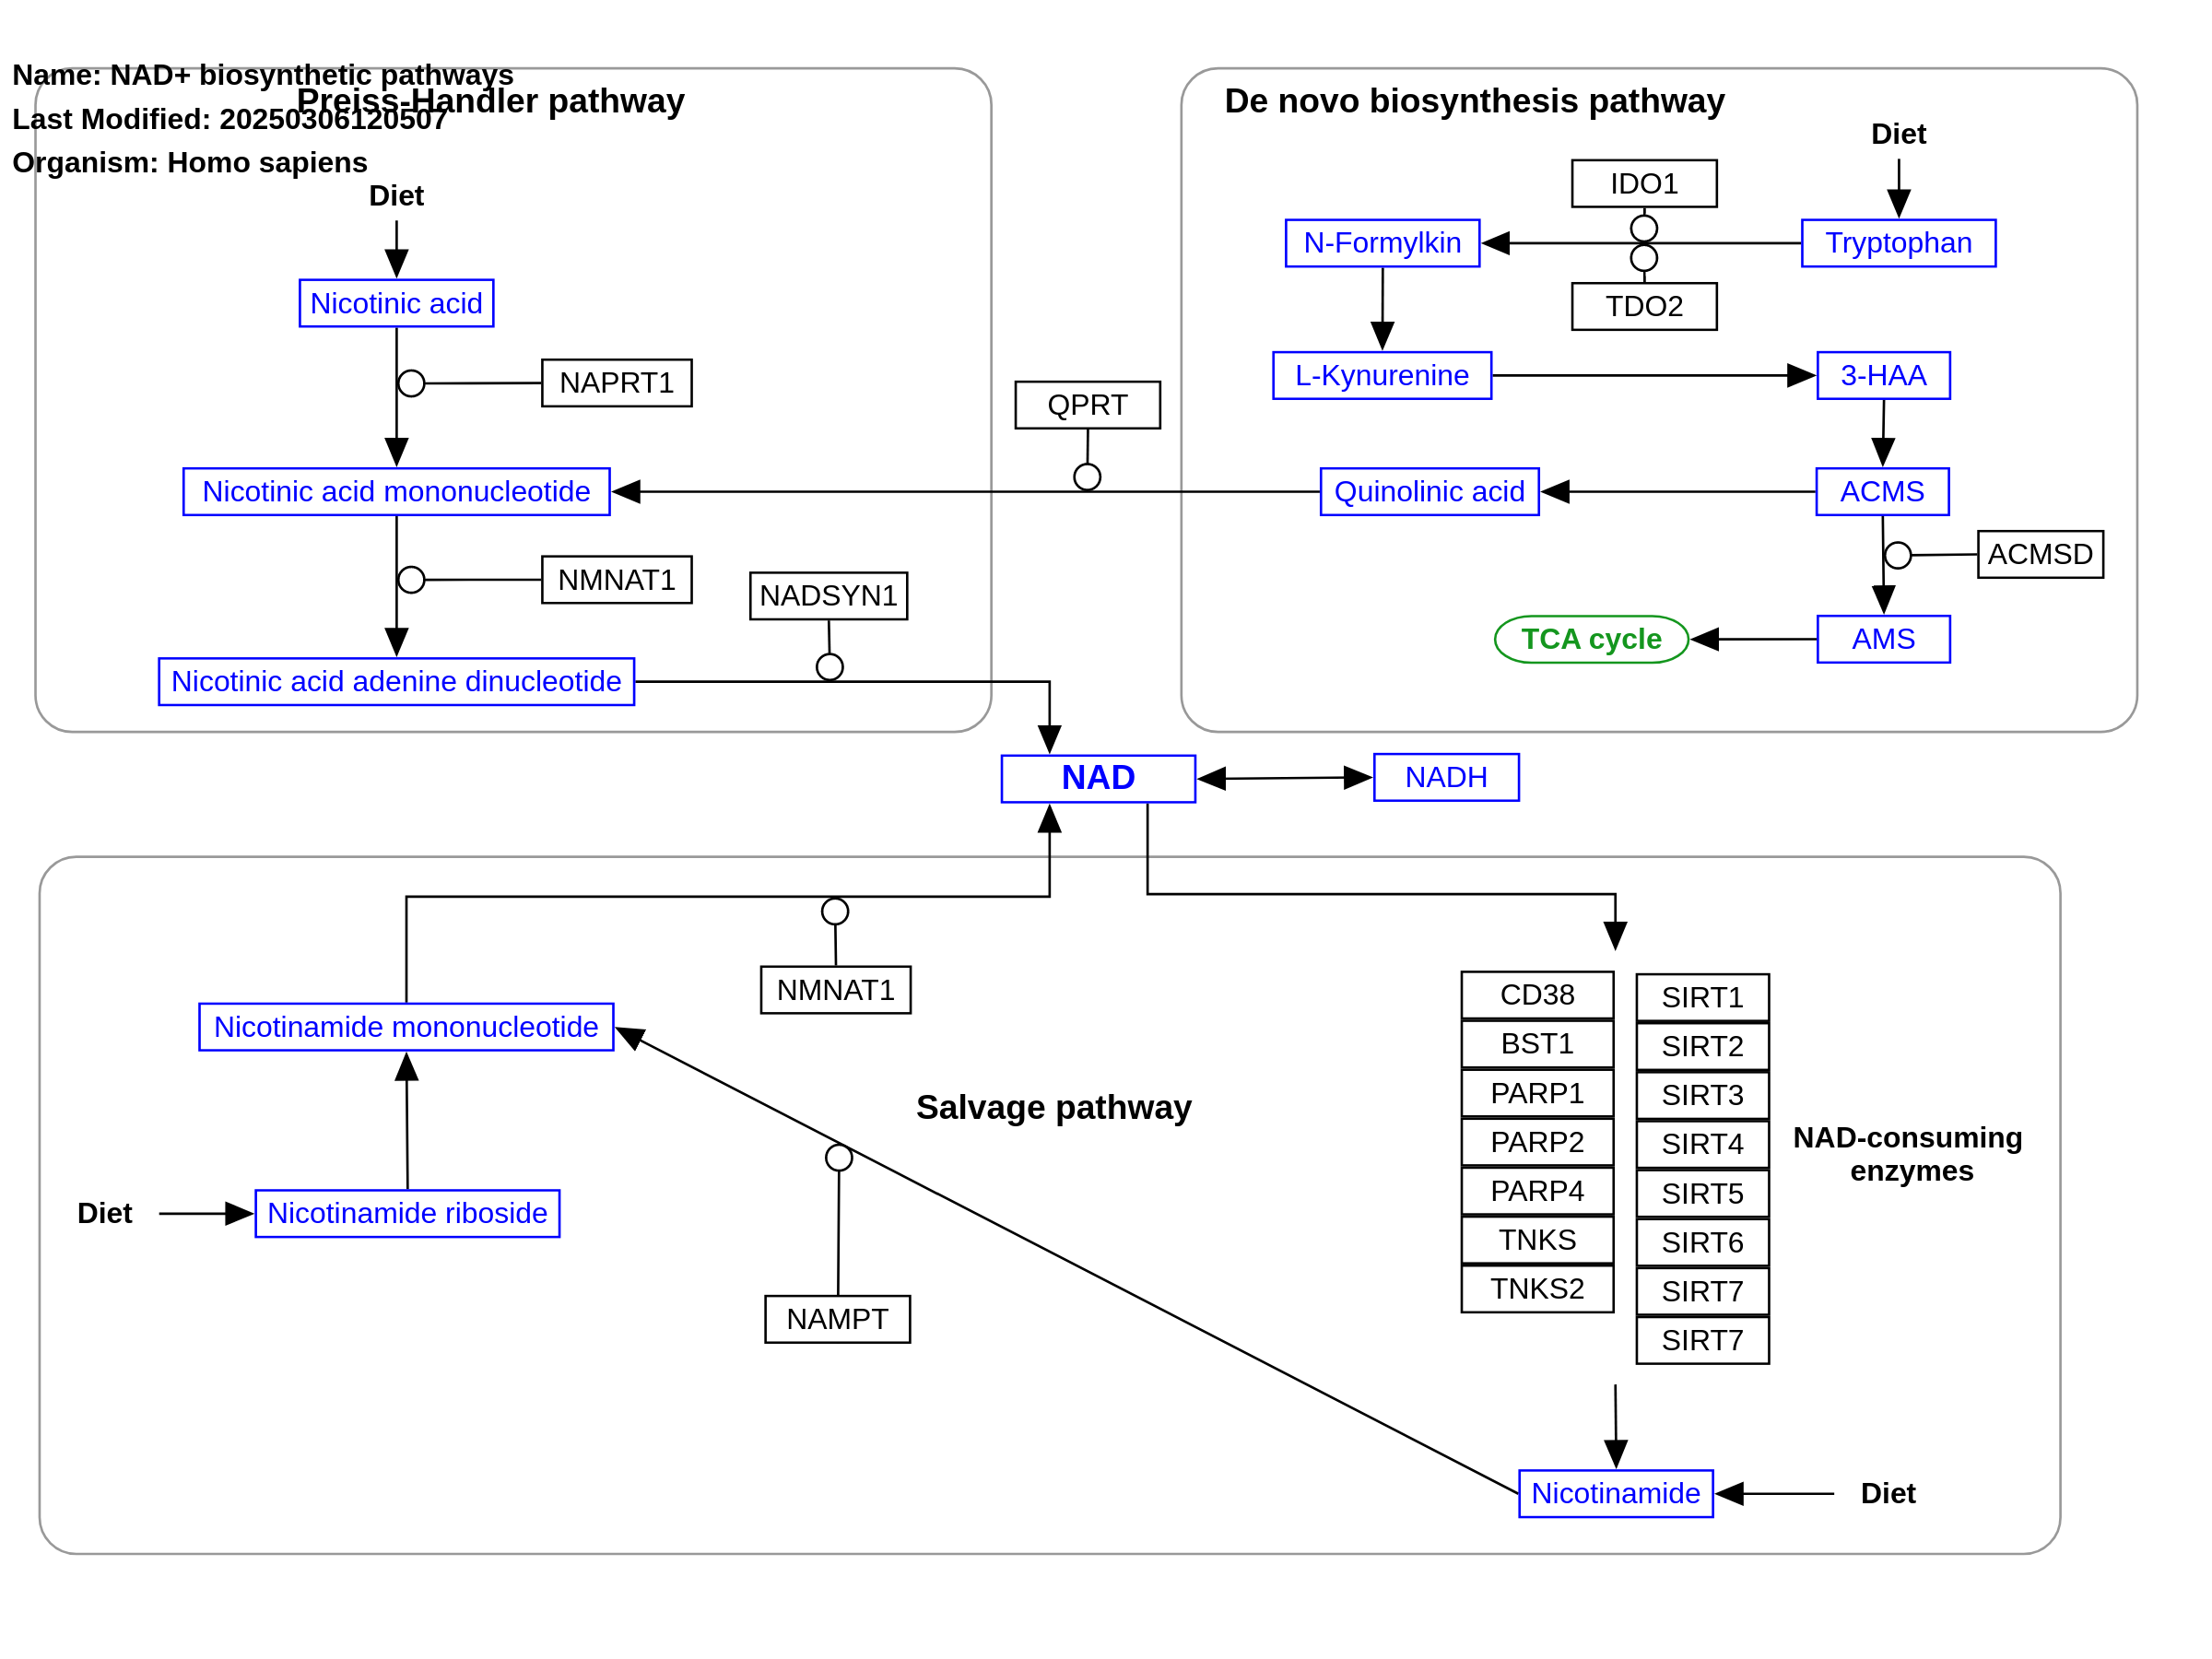 Name: NAD+ biosynthetic pathways
Last Modified: 20250306120507
Organism: Homo sapiens
Preiss-Handler pathway
Diet
Nicotinic acid
NAPRT1
Nicotinic acid mononucleotide
NMNAT1
NADSYN1
Nicotinic acid adenine dinucleotide
QPRT
De novo biosynthesis pathway
Diet
IDO1
N-Formylkin
Tryptophan
TDO2
L-Kynurenine
3-HAA
Quinolinic acid
ACMS
ACMSD
TCA cycle
AMS
NAD
NADH
NMNAT1
Nicotinamide mononucleotide
Salvage pathway
Diet
Nicotinamide riboside
NAMPT
CD38
BST1
PARP1
PARP2
PARP4
TNKS
TNKS2
SIRT1
SIRT2
SIRT3
SIRT4
SIRT5
SIRT6
SIRT7
SIRT7
NAD-consuming
enzymes
Nicotinamide
Diet